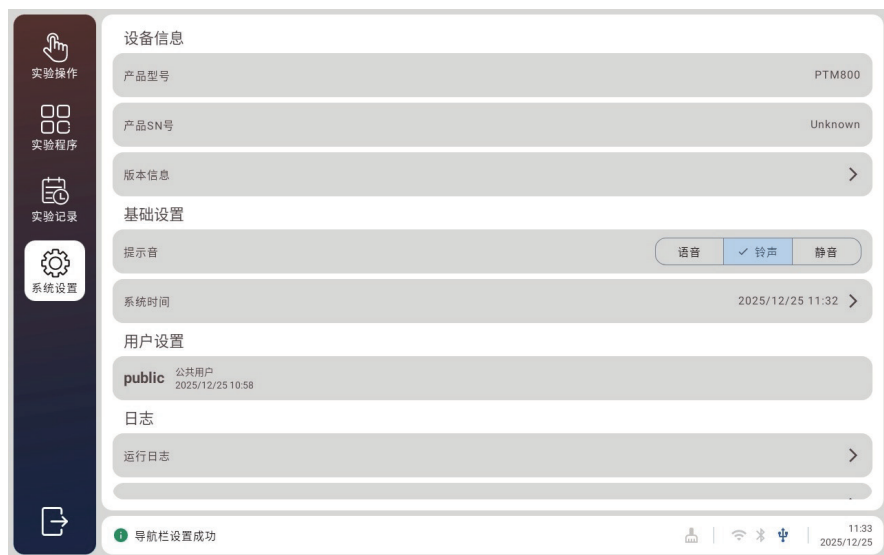 实验操作
实验程序
实验记录
系统设置
设备信息
产品型号 PTM800
产品SN号 Unknown
版本信息
基础设置
提示音 语音 铃声 静音
系统时间 2025/12/25 11:32
用户设置
public 公共用户
2025/12/25 10:58
日志
运行日志
导航栏设置成功
11:33
2025/12/25